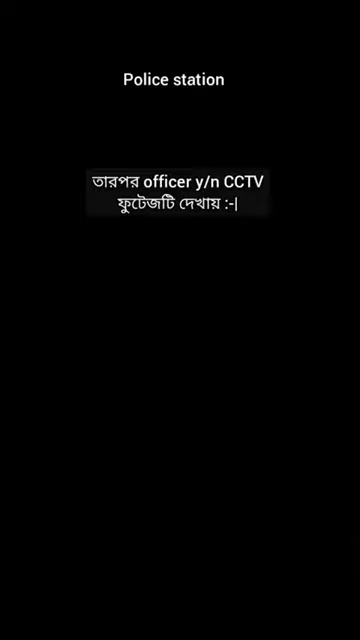 Police station
তারপর officer y/n CCTV
ফুটেজটি দেখায় :-|